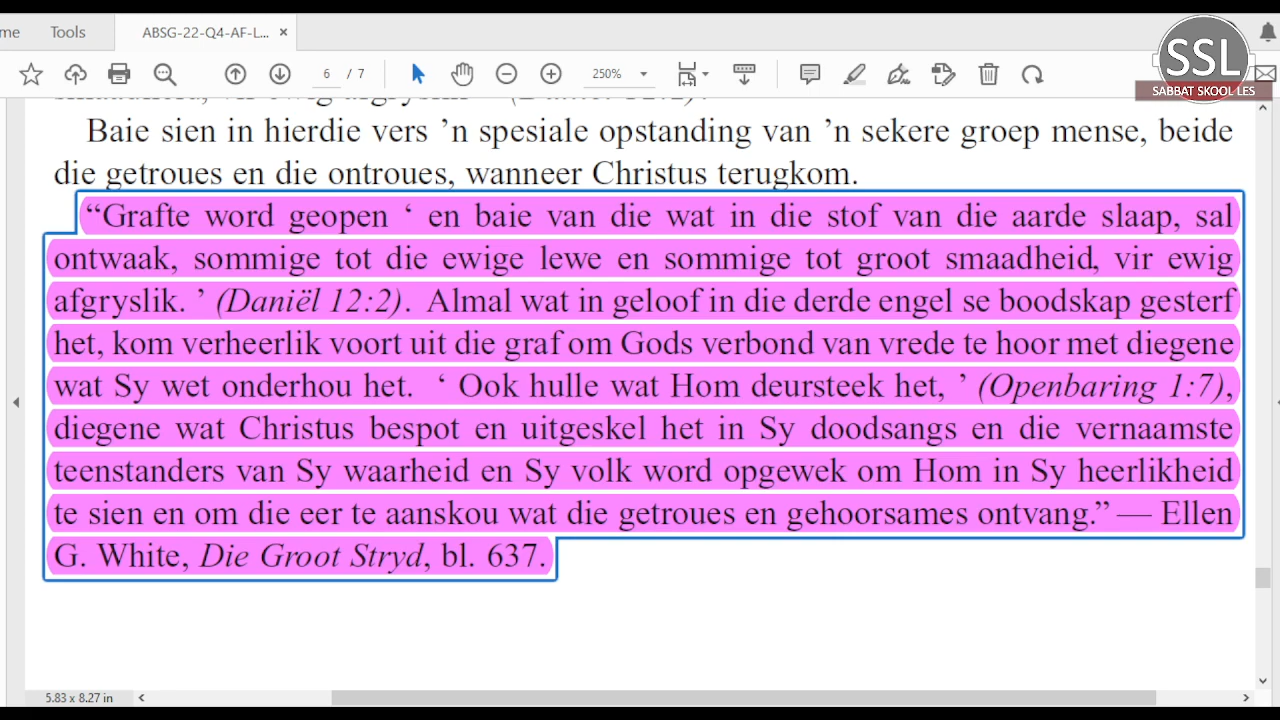 me
Tools
ABSG-22-Q4-AF-L... ×
SSL
SABBAT SKOOL LES
6 / 7
250%
Baie sien in hierdie vers ’n spesiale opstanding van ’n sekere groep mense, beide
die getroues en die ontroues, wanneer Christus terugkom.
“Grafte word geopen ‘ en baie van die wat in die stof van die aarde slaap, sal
ontwaak, sommige tot die ewige lewe en sommige tot groot smaadheid, vir ewig
afgryslik. ’ (Daniël 12:2). Almal wat in geloof in die derde engel se boodskap gesterf
het, kom verheerlik voort uit die graf om Gods verbond van vrede te hoor met diegene
wat Sy wet onderhou het. ‘ Ook hulle wat Hom deursteek het, ’ (Openbaring 1:7),
diegene wat Christus bespot en uitgeskel het in Sy doodsangs en die vernaamste
teenstanders van Sy waarheid en Sy volk word opgewek om Hom in Sy heerlikheid
te sien en om die eer te aanskou wat die getroues en gehoorsames ontvang.” — Ellen
G. White, Die Groot Stryd, bl. 637.
5.83 x 8.27 in